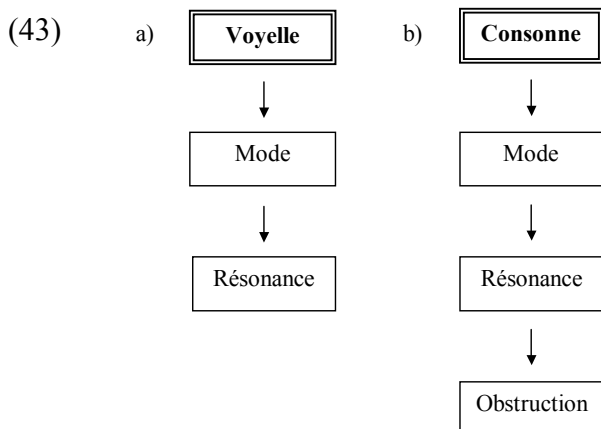 (43) a) Voyelle b) Consonne
Mode Mode
Résonance Résonance
Obstruction